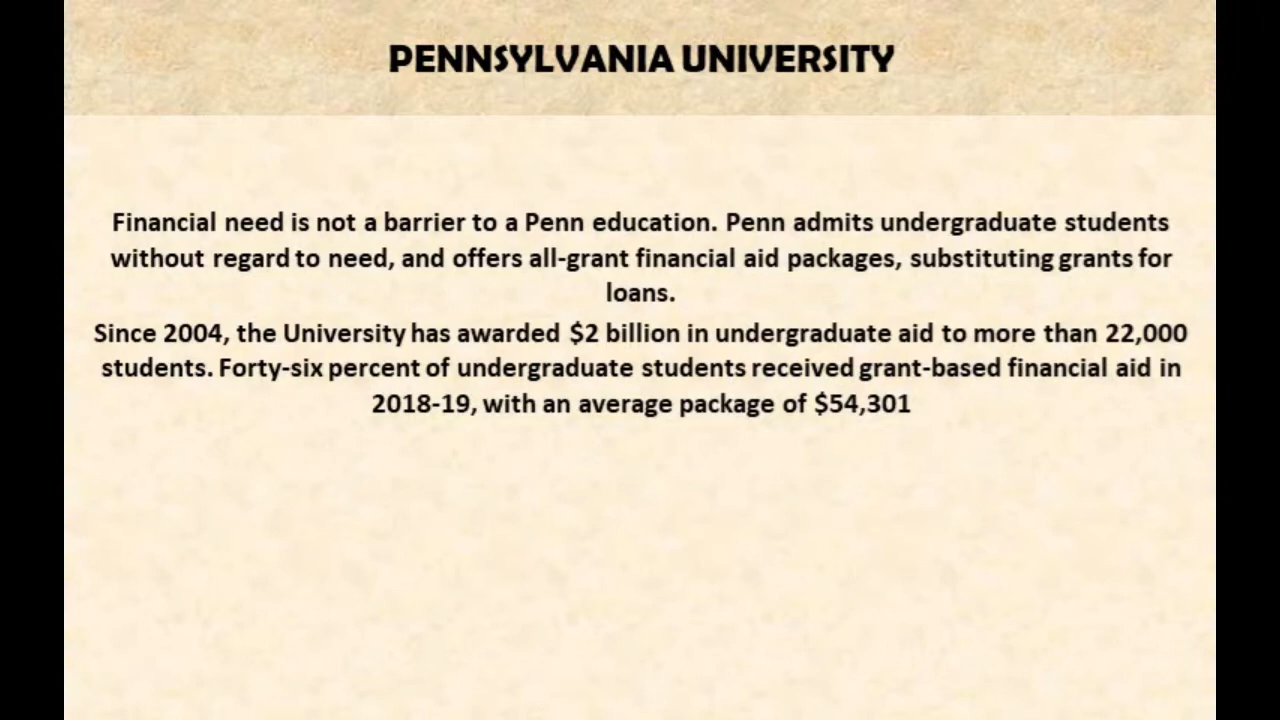 PENNSYLVANIA UNIVERSITY
Financial need is not a barrier to a Penn education. Penn admits undergraduate students
without regard to need, and offers all-grant financial aid packages, substituting grants for
loans.
Since 2004, the University has awarded $2 billion in undergraduate aid to more than 22,000
students. Forty-six percent of undergraduate students received grant-based financial aid in
2018-19, with an average package of $54,301